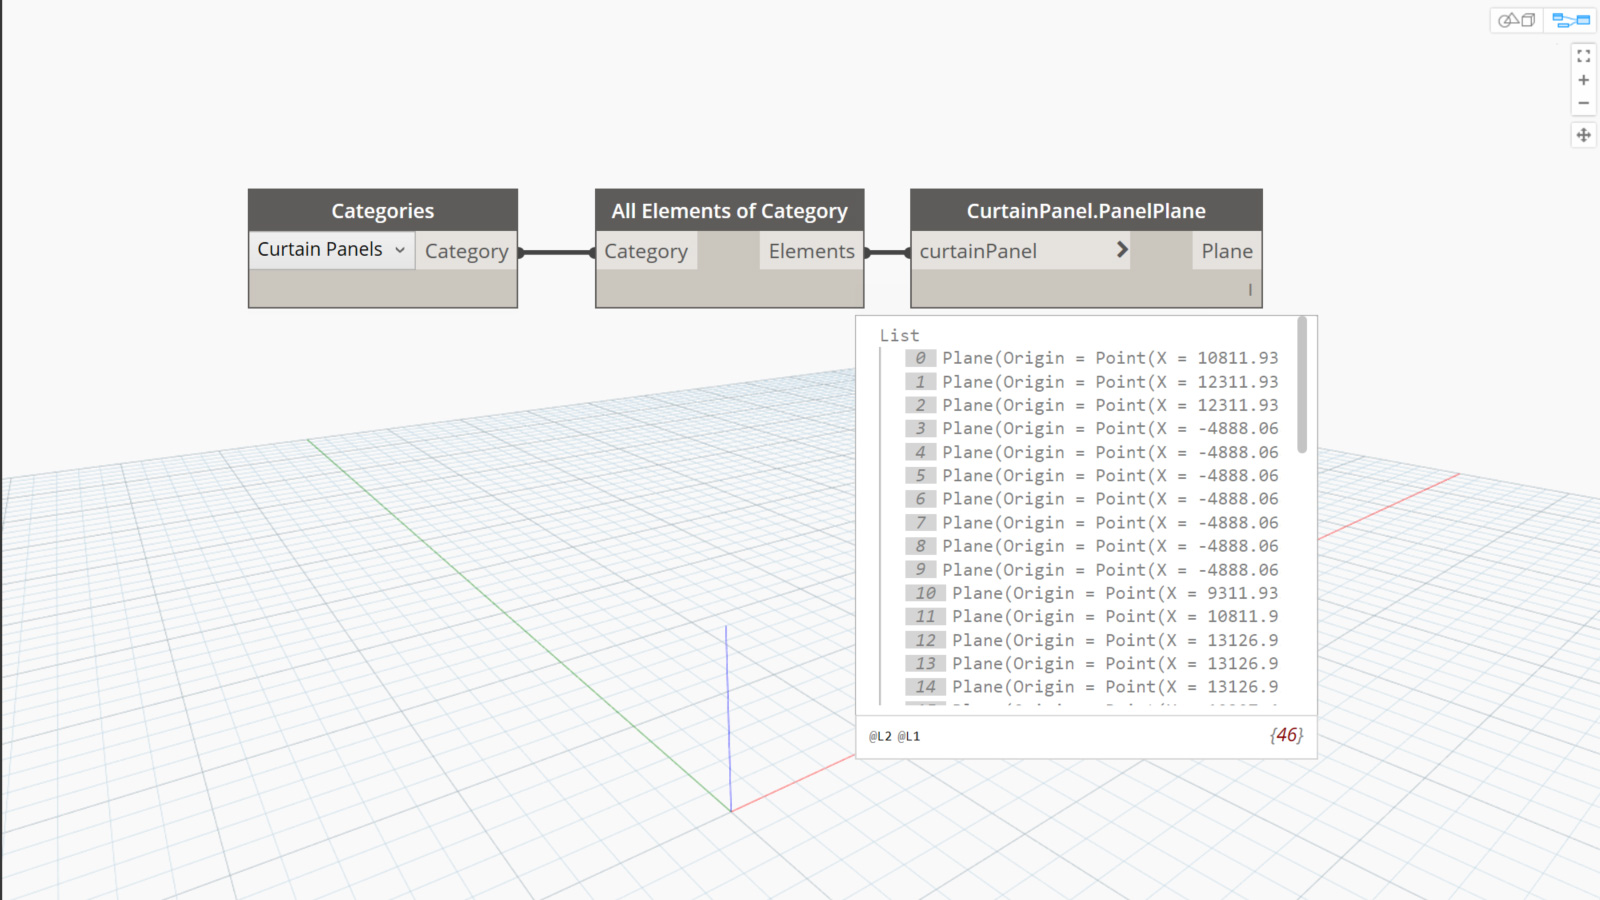 Categories
Curtain Panels Category
All Elements of Category
Category Elements
CurtainPanel.PanelPlane
curtainPanel > Plane
l
List
0 Plane(Origin = Point(X = 10811.93
1 Plane(Origin = Point(X = 12311.93
2 Plane(Origin = Point(X = 12311.93
3 Plane(Origin = Point(X = -4888.06
4 Plane(Origin = Point(X = -4888.06
5 Plane(Origin = Point(X = -4888.06
6 Plane(Origin = Point(X = -4888.06
7 Plane(Origin = Point(X = -4888.06
8 Plane(Origin = Point(X = -4888.06
9 Plane(Origin = Point(X = -4888.06
10 Plane(Origin = Point(X = 9311.93
11 Plane(Origin = Point(X = 10811.9
12 Plane(Origin = Point(X = 13126.9
13 Plane(Origin = Point(X = 13126.9
14 Plane(Origin = Point(X = 13126.9
@L2 @L1
{46}